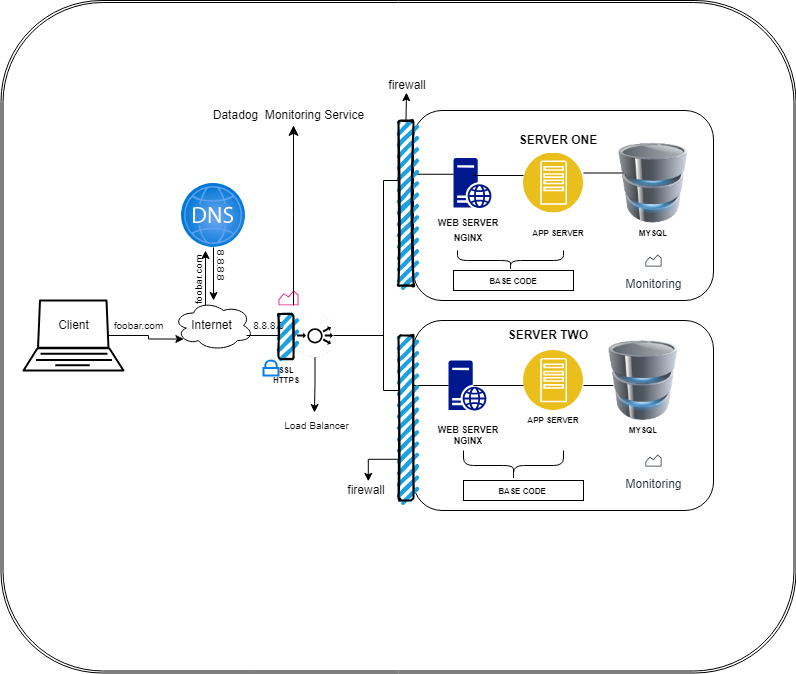 firewall
Datadog Monitoring Service
SERVER ONE
DNS
WEB SERVER
NGINX
APP SERVER
MYSQL
foobar.com
8.8.8.8
BASE CODE
Monitoring
Client
foobar.com
Internet
8.8.8.
SSL
HTTPS
Load Balancer
SERVER TWO
WEB SERVER
NGINX
APP SERVER
MYSQL
firewall
BASE CODE
Monitoring